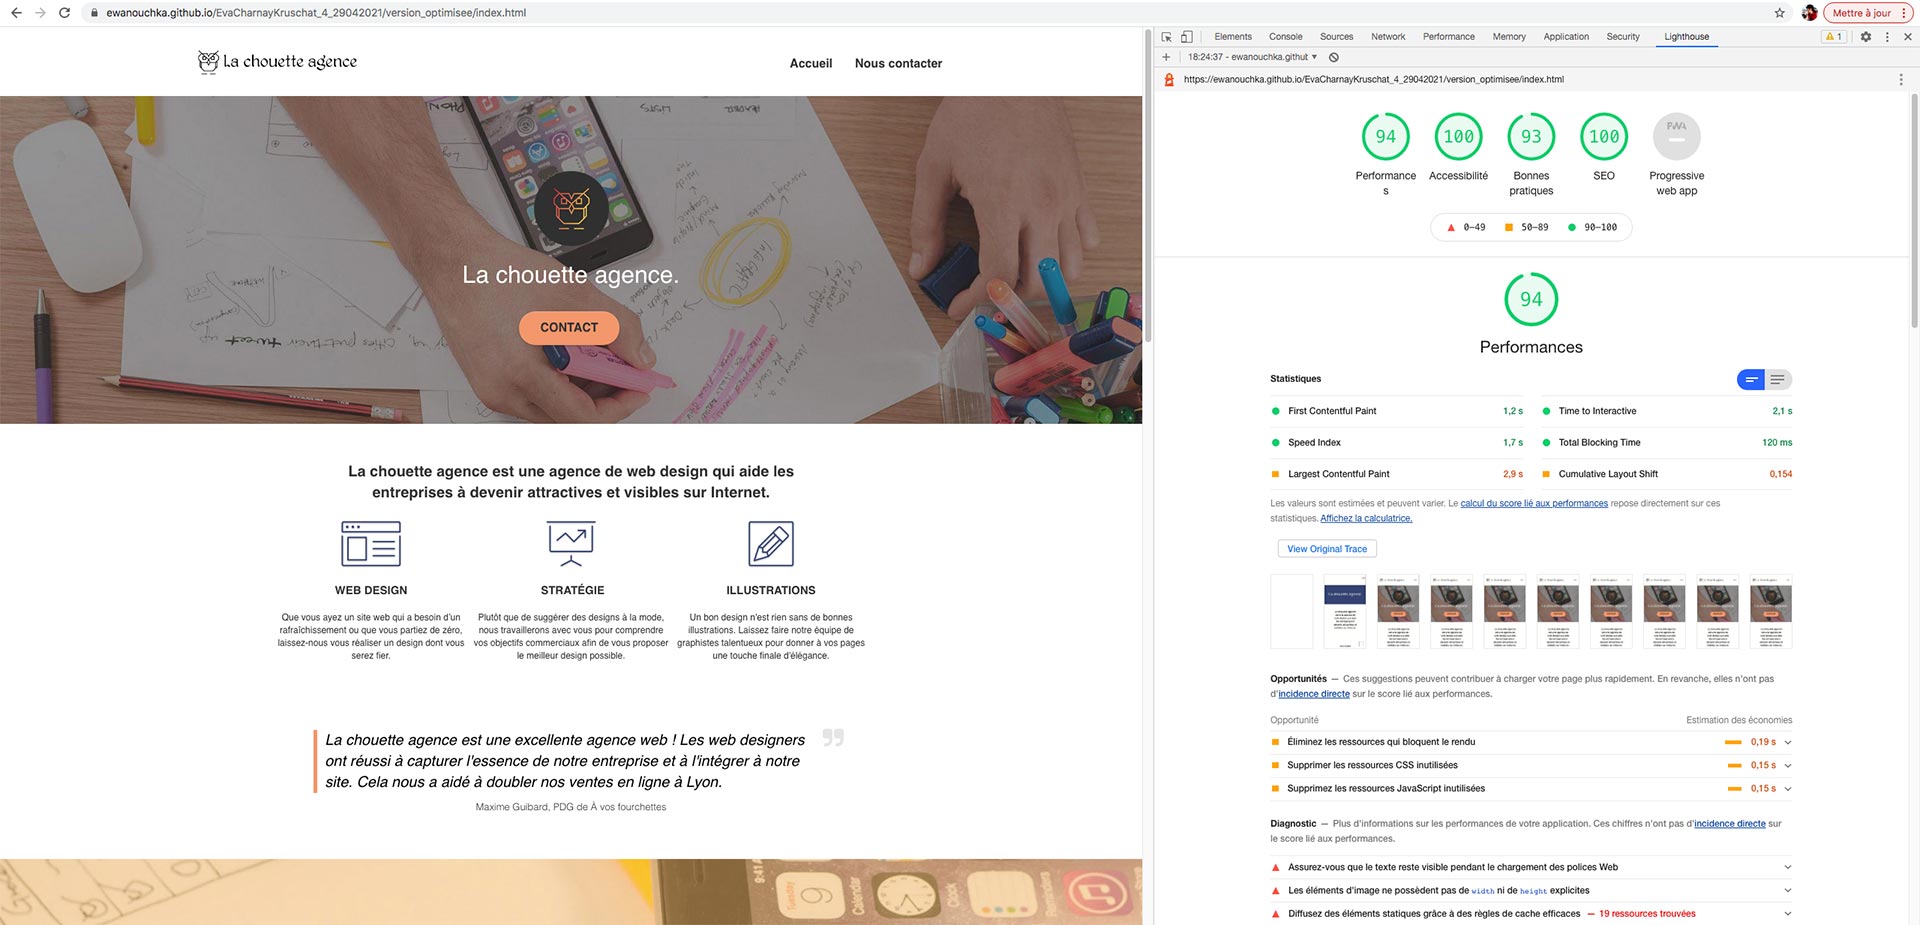 ewanouchka.github.io/EvaCharnayKruschat_4_29042021/version_optimisee/index.html
Mettre à jour
La chouette agence
Accueil
Nous contacter
La chouette agence.
CONTACT
La chouette agence est une agence de web design qui aide les
entreprises à devenir attractives et visibles sur Internet.
WEB DESIGN
Que vous ayez un site web qui a besoin d'un
rafraîchissement ou que vous partiez de zéro,
laissez-nous vous réaliser un design dont vous
serez fier.
STRATÉGIE
Plutôt que de suggérer des designs à la mode,
nous travaillerons avec vous pour comprendre
vos objectifs commerciaux afin de vous proposer
le meilleur design possible.
ILLUSTRATIONS
Un bon design n'est rien sans de bonnes
illustrations. Laissez faire notre équipe de
graphistes talentueux pour donner à vos pages
une touche finale d'élégance.
La chouette agence est une excellente agence web ! Les web designers
ont réussi à capturer l'essence de notre entreprise et à l'intégrer à notre
site. Cela nous a aidé à doubler nos ventes en ligne à Lyon.
Maxime Guibard, PDG de À vos fourchettes
9:41 AM
Tuesday
9
Calendar
Clock
Reminders
Elements
Console
Sources
Network
Performance
Memory
Application
Security
Lighthouse
1
18:24:37 - ewanouchka.githut
https://ewanouchka.github.io/EvaCharnayKruschat_4_29042021/version_optimisee/index.html
94
Performance
s
100
Accessibilité
93
Bonnes
pratiques
100
SEO
PWA
Progressive
web app
0–49
50–89
90–100
94
Performances
Statistiques
First Contentful Paint 1,2 s
Time to Interactive 2,1 s
Speed Index 1,7 s
Total Blocking Time 120 ms
Largest Contentful Paint 2,9 s
Cumulative Layout Shift 0,154
Les valeurs sont estimées et peuvent varier. Le calcul du score lié aux performances repose directement sur ces
statistiques. Affichez la calculatrice.
View Original Trace
Opportunités — Ces suggestions peuvent contribuer à charger votre page plus rapidement. En revanche, elles n'ont pas
d'incidence directe sur le score lié aux performances.
Opportunité
Estimation des économies
Éliminez les ressources qui bloquent le rendu 0,19 s
Supprimer les ressources CSS inutilisées 0,15 s
Supprimez les ressources JavaScript inutilisées 0,15 s
Diagnostic — Plus d'informations sur les performances de votre application. Ces chiffres n'ont pas d'incidence directe sur
le score lié aux performances.
Assurez-vous que le texte reste visible pendant le chargement des polices Web
Les éléments d'image ne possèdent pas de width ni de height explicites
Diffusez des éléments statiques grâce à des règles de cache efficaces — 19 ressources trouvées